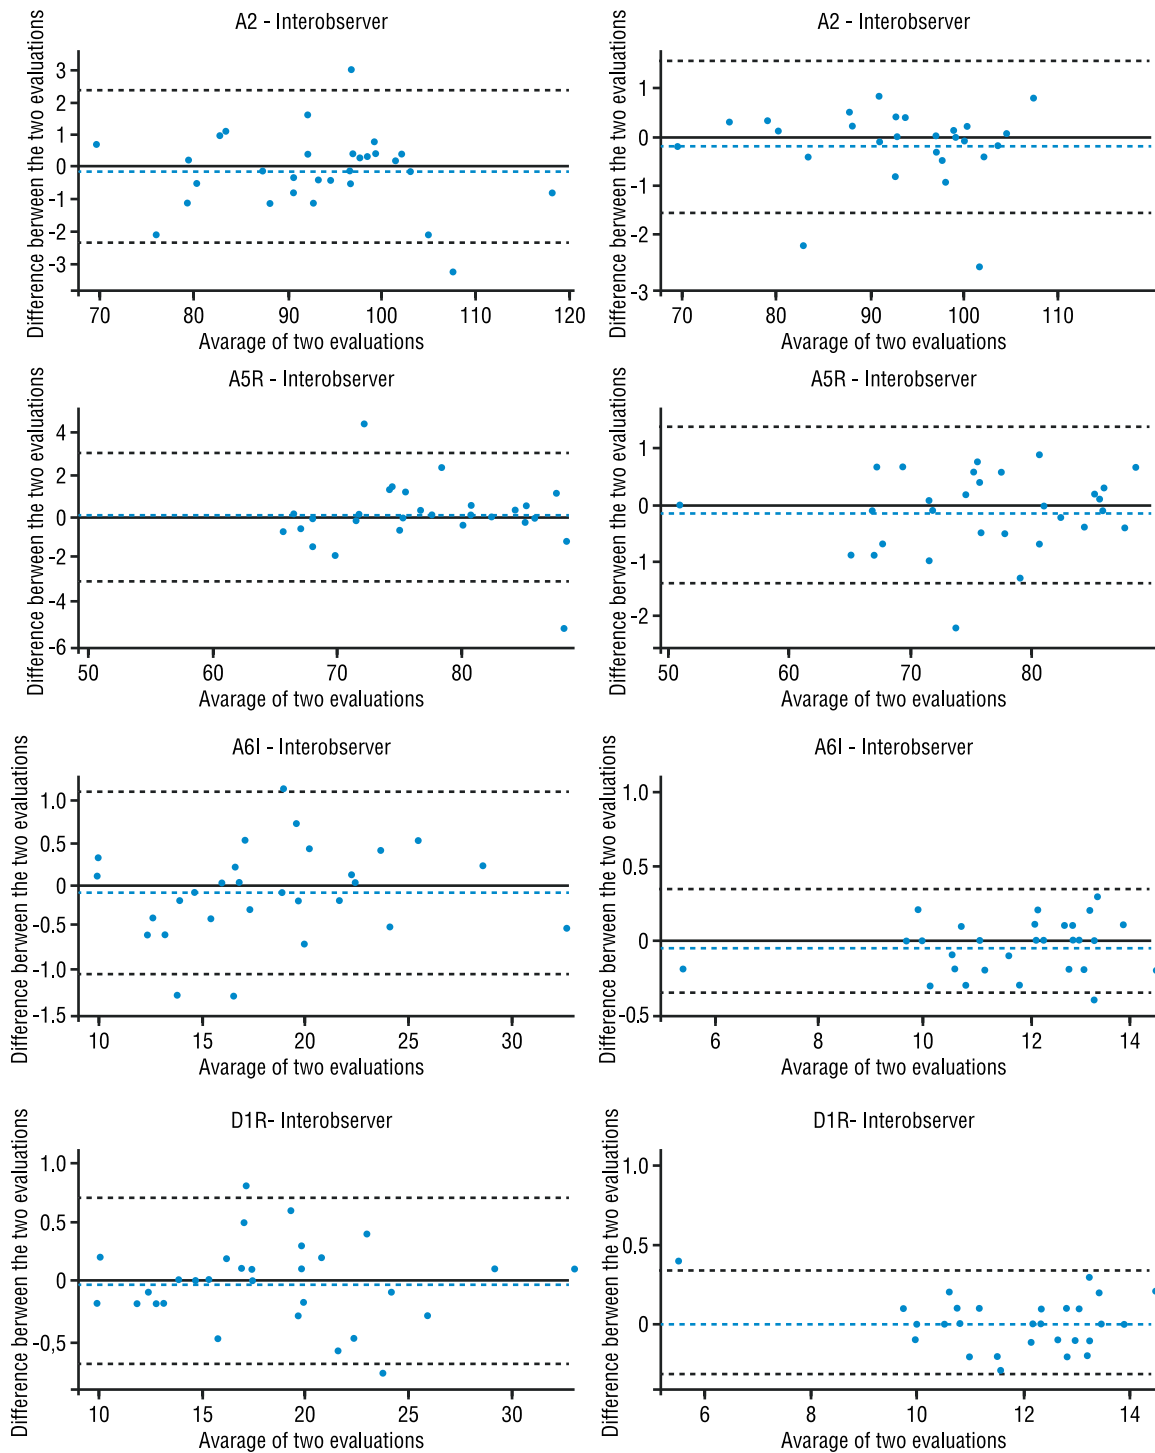 A2 - Interobserver
Difference berween the two evaluations
3
2
1
0
-1
-2
-3
70 80 90 100 110 120
Avarage of two evaluations
A2 - Interobserver
Difference berween the two evaluations
1
0
-1
-2
-3
70 80 90 100 110
Avarage of two evaluations
A5R - Interobserver
Difference berween the two evaluations
4
2
0
-2
-4
-6
50 60 70 80
Avarage of two evaluations
A5R - Interobserver
Difference berween the two evaluations
1
0
-1
-2
50 60 70 80
Avarage of two evaluations
A6I - Interobserver
Difference between the two evaluations
1.0
0.5
0
-0.5
-1.0
-1.5
10 15 20 25 30
Avarage of two evaluations
A6I - Interobserver
Difference between the two evaluations
1.0
0.5
0
-0.5
6 8 10 12 14
Avarage of two evaluations
D1R- Interobserver
Difference between the two evaluations
1.0
0.5
0
-0.5
10 15 20 25 30
Avarage of two evaluations
D1R- Interobserver
Difference between the two evaluations
1.0
0.5
0
6 8 10 12 14
Avarage of two evaluations